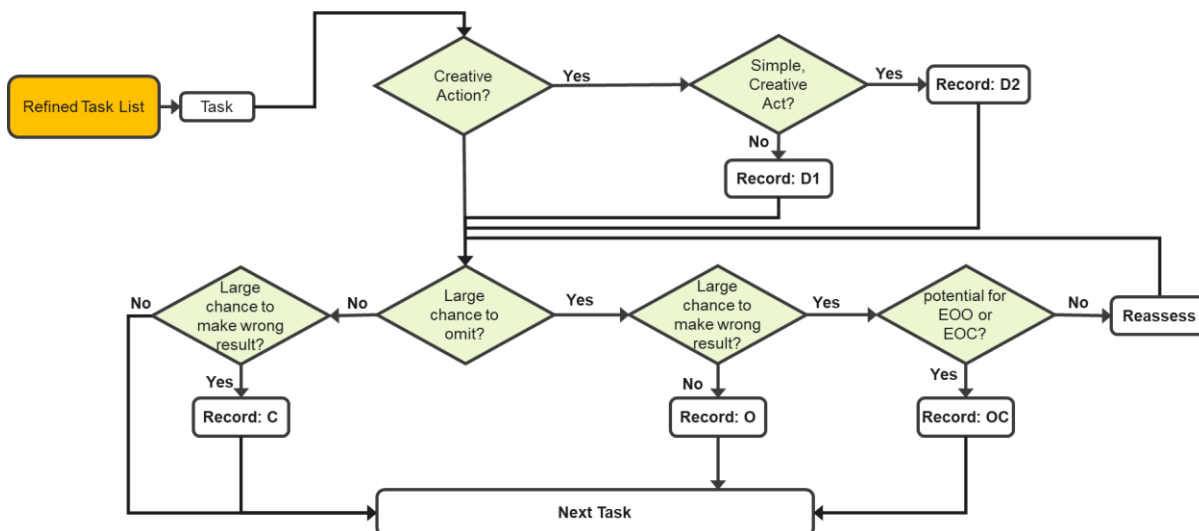 Refined Task List
Task
Creative
Action?
Yes
Simple,
Creative
Act?
Yes
Record: D2
No
Record: D1
No
Large
chance to
make wrong
result?
No
Large
chance to
omit?
Yes
Large
chance to
make wrong
result?
Yes
potential for
EOO or
EOC?
No
Reassess
Yes
Record: C
No
Record: O
Yes
Record: OC
Next Task